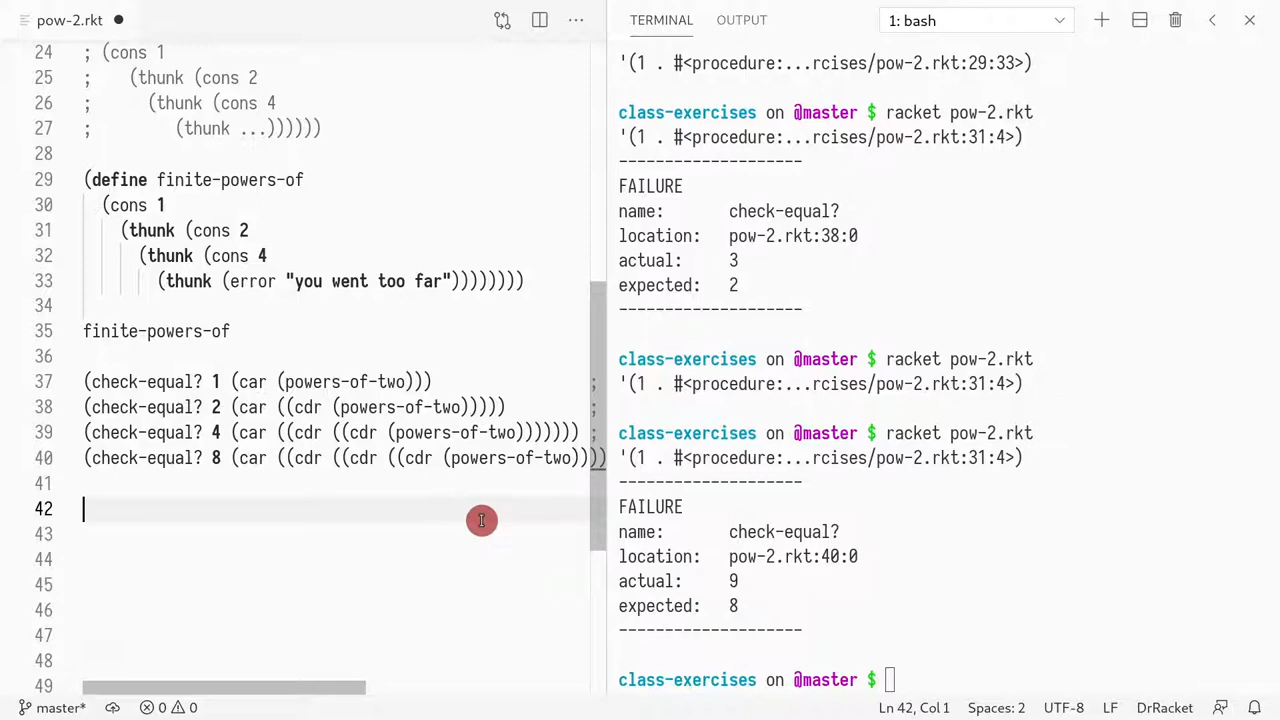 pow-2.rkt
24 ; (cons 1
25 ;    (thunk (cons 2
26 ;      (thunk (cons 4
27 ;         (thunk ...))))))
28
29 (define finite-powers-of
30   (cons 1
31     (thunk (cons 2
32       (thunk (cons 4
33         (thunk (error "you went too far"))))))))
34
35 finite-powers-of
36
37 (check-equal? 1 (car (powers-of-two))) ;
38 (check-equal? 2 (car ((cdr (powers-of-two))))) ;
39 (check-equal? 4 (car ((cdr ((cdr (powers-of-two))))))) ;
40 (check-equal? 8 (car ((cdr ((cdr ((cdr (powers-of-two))))
41
42
43
44
45
46
47
48
49
TERMINAL OUTPUT 1: bash
'(1 . #<procedure:...rcises/pow-2.rkt:29:33>)
class-exercises on @master $ racket pow-2.rkt
'(1 . #<procedure:...rcises/pow-2.rkt:31:4>)
--------------------
FAILURE
name:       check-equal?
location:   pow-2.rkt:38:0
actual:     3
expected:   2
--------------------
class-exercises on @master $ racket pow-2.rkt
'(1 . #<procedure:...rcises/pow-2.rkt:31:4>)
class-exercises on @master $ racket pow-2.rkt
'(1 . #<procedure:...rcises/pow-2.rkt:31:4>)
--------------------
FAILURE
name:       check-equal?
location:   pow-2.rkt:40:0
actual:     9
expected:   8
--------------------
class-exercises on @master $
master* 0 0 Ln 42, Col 1 Spaces: 2 UTF-8 LF DrRacket